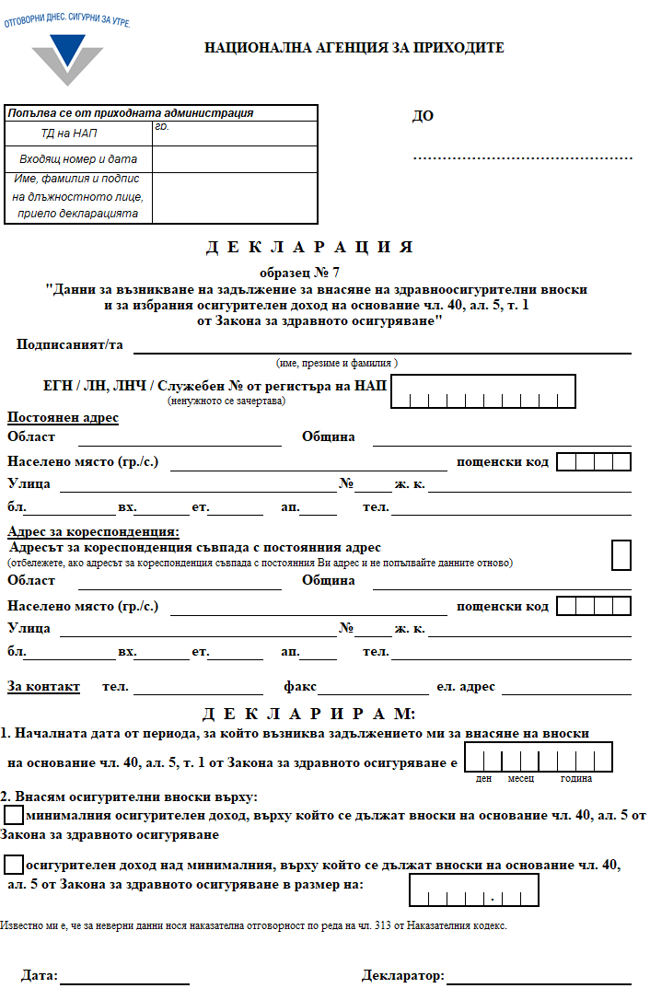 ОТГОВОРНИ ДНЕС. СИГУРНИ ЗА УТРЕ.
НАЦИОНАЛНА АГЕНЦИЯ ЗА ПРИХОДИТЕ
Попълва се от приходната администрация
ТД на НАП гр.
Входящ номер и дата
Име, фамилия и подпис
на длъжностното лице,
приело декларацията
ДО
.............................................
Д Е К Л А Р А Ц И Я
образец № 7
"Данни за възникване на задължение за внасяне на здравноосигурителни вноски
и за избрания осигурителен доход на основание чл. 40, ал. 5, т. 1
от Закона за здравното осигуряване"
Подписаният/та
(име, презиме и фамилия )
ЕГН / ЛН, ЛНЧ / Служебен № от регистъра на НАП
(ненужното се зачертава)
Постоянен адрес
Област Община
Населено място (гр./с.) пощенски код
Улица № ж. к.
бл. вх. ет. ап. тел.
Адрес за кореспонденция:
Адресът за кореспонденция съвпада с постоянния адрес
(отбележете, ако адресът за кореспонденция съвпада с постоянния Ви адрес и не попълвайте данните отново)
Област Община
Населено място (гр./с.) пощенски код
Улица № ж. к.
бл. вх. ет. ап. тел.
За контакт тел. факс ел. адрес
Д Е К Л А Р И Р А М:
1. Началната дата от периода, за който възниква задължението ми за внасяне на вноски
на основание чл. 40, ал. 5, т. 1 от Закона за здравното осигуряване е
ден месец година
2. Внасям осигурителни вноски върху:
минималния осигурителен доход, върху който се дължат вноски на основание чл. 40, ал. 5 от
Закона за здравното осигуряване
осигурителен доход над минималния, върху който се дължат вноски на основание чл. 40,
ал. 5 от Закона за здравното осигуряване в размер на: .
Известно ми е, че за неверни данни нося наказателна отговорност по реда на чл. 313 от Наказателния кодекс.
Дата: Декларатор: